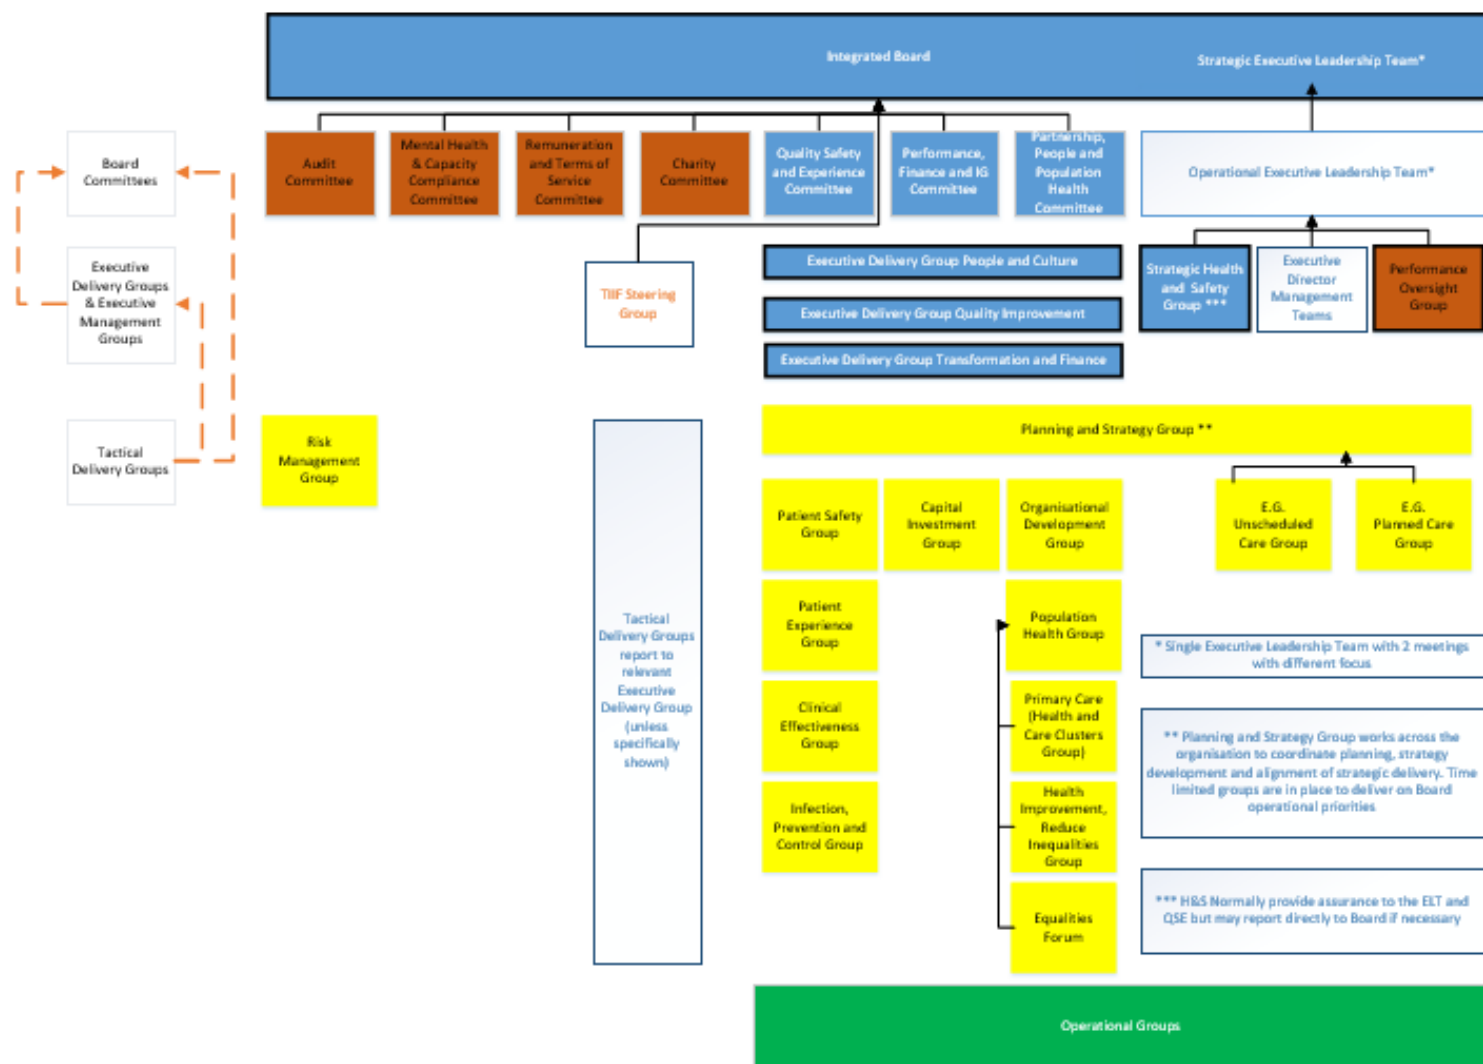 Integrated Board
Strategic Executive Leadership Team*
Board
Committees
Audit
Committee
Mental Health
& Capacity
Compliance
Committee
Remuneration
and Terms of
Service
Committee
Charity
Committee
Quality Safety
and Experience
Committee
Performance,
Finance and IG
Committee
Partnership,
People and
Population
Health
Committee
Operational Executive Leadership Team*
Executive
Delivery Groups
& Executive
Management
Groups
TIIF Steering
Group
Executive Delivery Group People and Culture
Executive Delivery Group Quality Improvement
Executive Delivery Group Transformation and Finance
Strategic Health
and Safety
Group ***
Executive
Director
Management
Teams
Performance
Oversight
Group
Tactical
Delivery Groups
Risk
Management
Group
Tactical
Delivery Groups
report to
relevant
Executive
Delivery Group
(unless
specifically
shown)
Planning and Strategy Group **
Patient Safety
Group
Capital
Investment
Group
Organisational
Development
Group
E.G.
Unscheduled
Care Group
E.G.
Planned Care
Group
Patient
Experience
Group
Population
Health Group
Clinical
Effectiveness
Group
Primary Care
(Health and
Care Clusters
Group)
Infection,
Prevention and
Control Group
Health
Improvement,
Reduce
Inequalities
Group
Equalities
Forum
* Single Executive Leadership Team with 2 meetings
with different focus
** Planning and Strategy Group works across the
organisation to coordinate planning, strategy
development and alignment of strategic delivery. Time
limited groups are in place to deliver on Board
operational priorities
*** H&S Normally provide assurance to the ELT and
QSE but may report directly to Board if necessary
Operational Groups